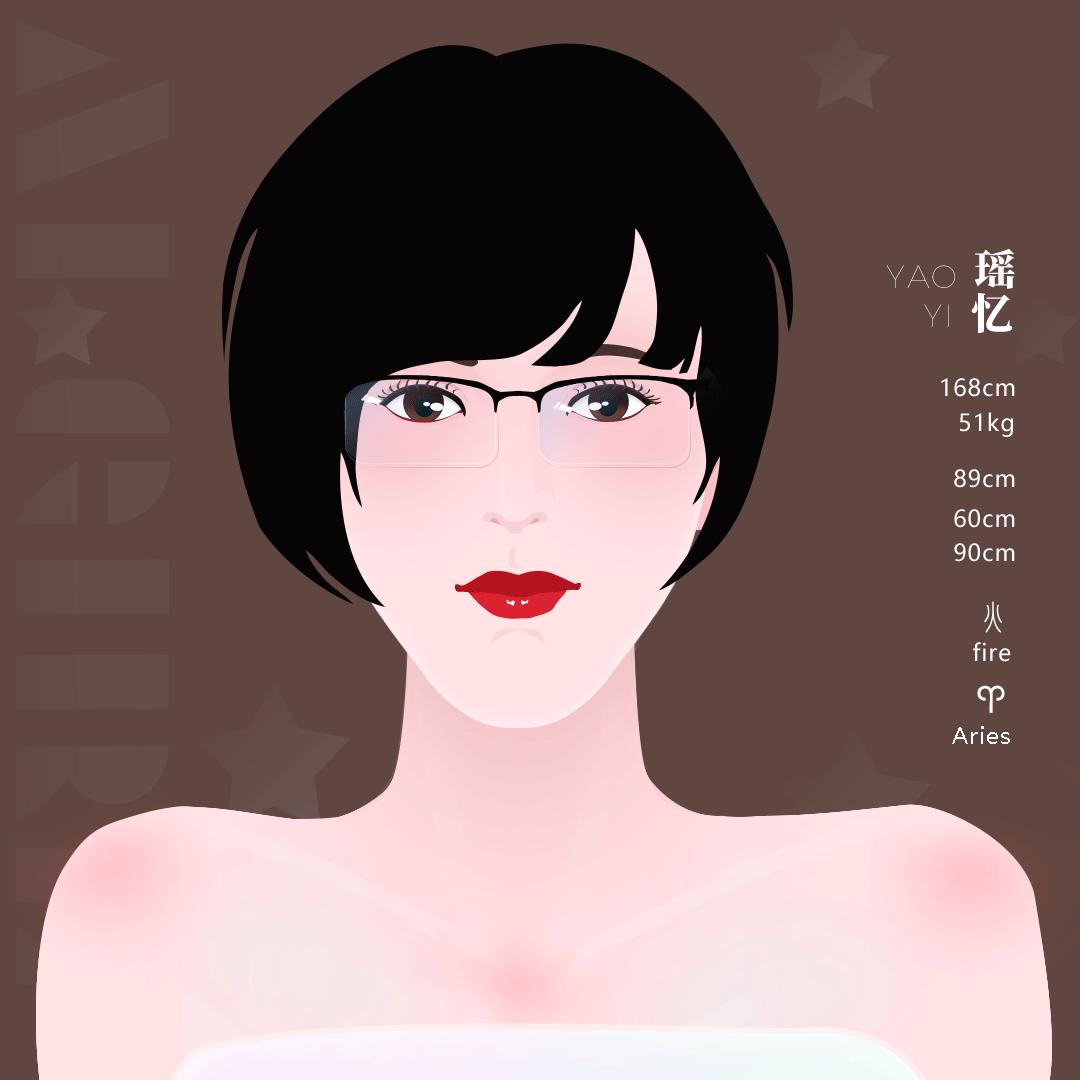 瑶忆
YAO
YI
168cm
51kg
89cm
60cm
90cm
火
fire
♈
Aries